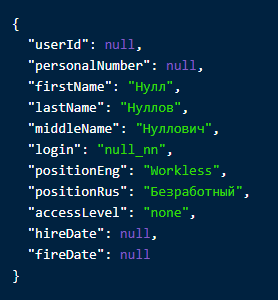 {
"userId": null,
"personalNumber": null,
"firstName": "Нулл",
"lastName": "Нуллов",
"middleName": "Нуллович",
"login": "null_nn",
"positionEng": "Workless",
"positionRus": "Безработный",
"accessLevel": "none",
"hireDate": null,
"fireDate": null
}